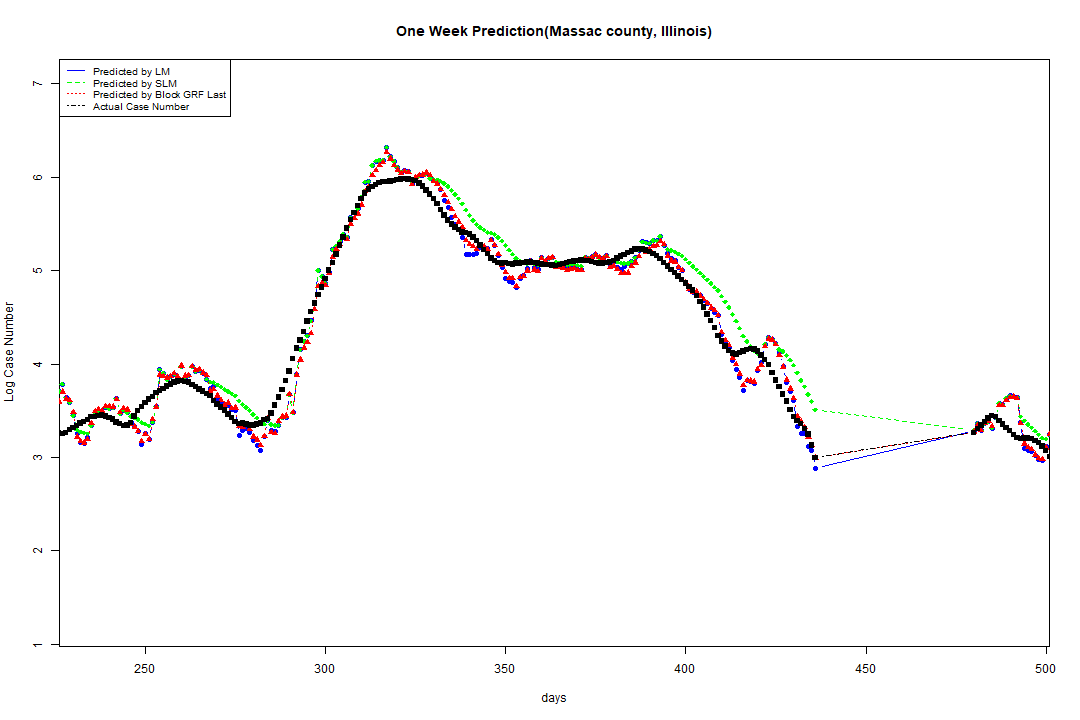 One Week Prediction(Massac county, Illinois)
Predicted by LM
Predicted by SLM
Predicted by Block GRF Last
Actual Case Number
7
6
5
4
3
2
1
Log Case Number
250 300 350 400 450 500
days